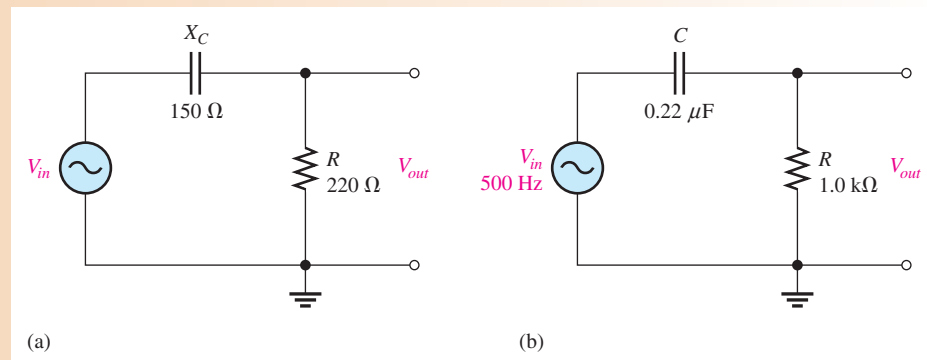 X_C
150 Ω
V_in
R
220 Ω
V_out
(a)
C
0.22 μF
V_in
500 Hz
R
1.0 kΩ
V_out
(b)